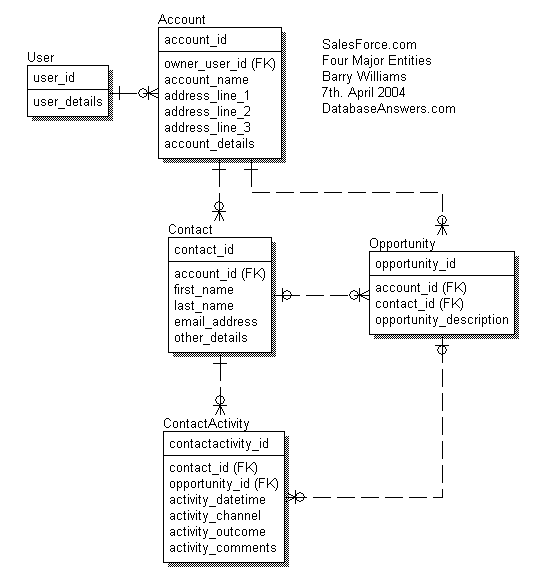 Account
account_id
owner_user_id (FK)
account_name
address_line_1
address_line_2
address_line_3
account_details
SalesForce.com
Four Major Entities
Barry Williams
7th. April 2004
DatabaseAnswers.com
User
user_id
user_details
Contact
contact_id
account_id (FK)
first_name
last_name
email_address
other_details
Opportunity
opportunity_id
account_id (FK)
contact_id (FK)
opportunity_description
ContactActivity
contactactivity_id
contact_id (FK)
opportunity_id (FK)
activity_datetime
activity_channel
activity_outcome
activity_comments